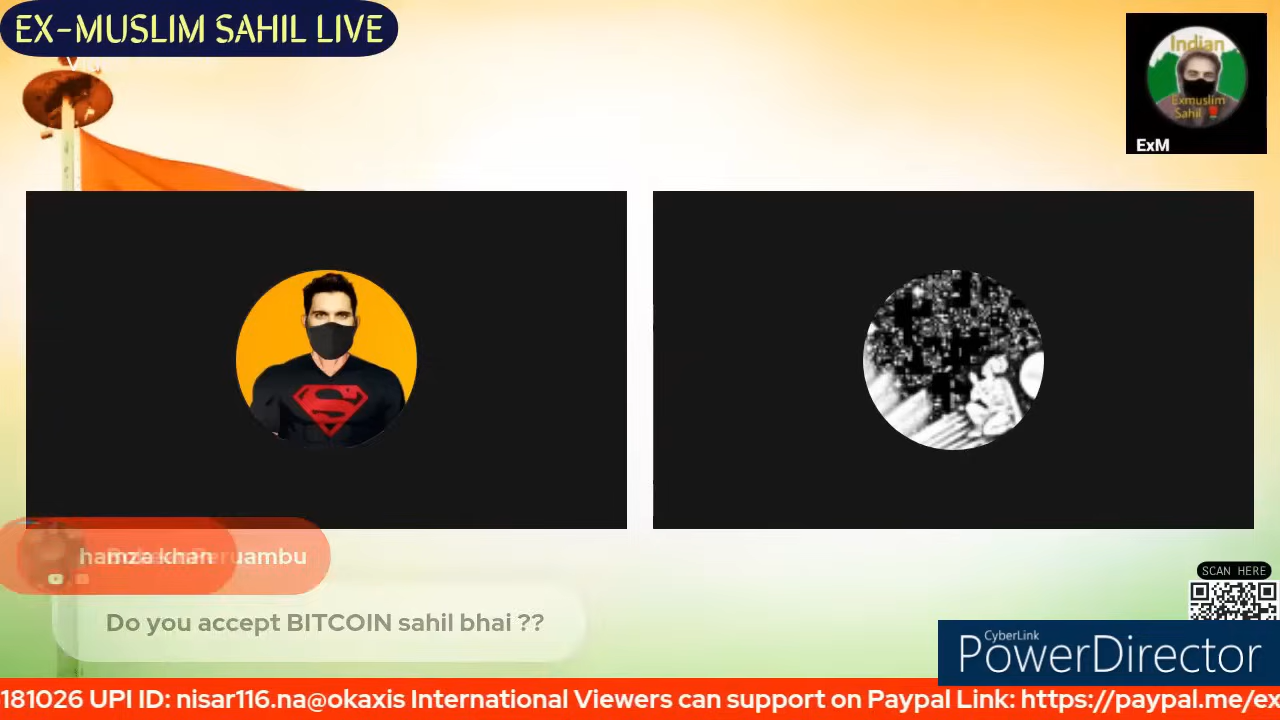 EX-MUSLIM SAHIL LIVE
Indian
Exmuslim
Sahil
ExM
hamza khan
Do you accept BITCOIN sahil bhai ??
SCAN HERE
CyberLink
PowerDirector
181026 UPI ID: nisar116.na@okaxis International Viewers can support on Paypal Link: https://paypal.me/ex